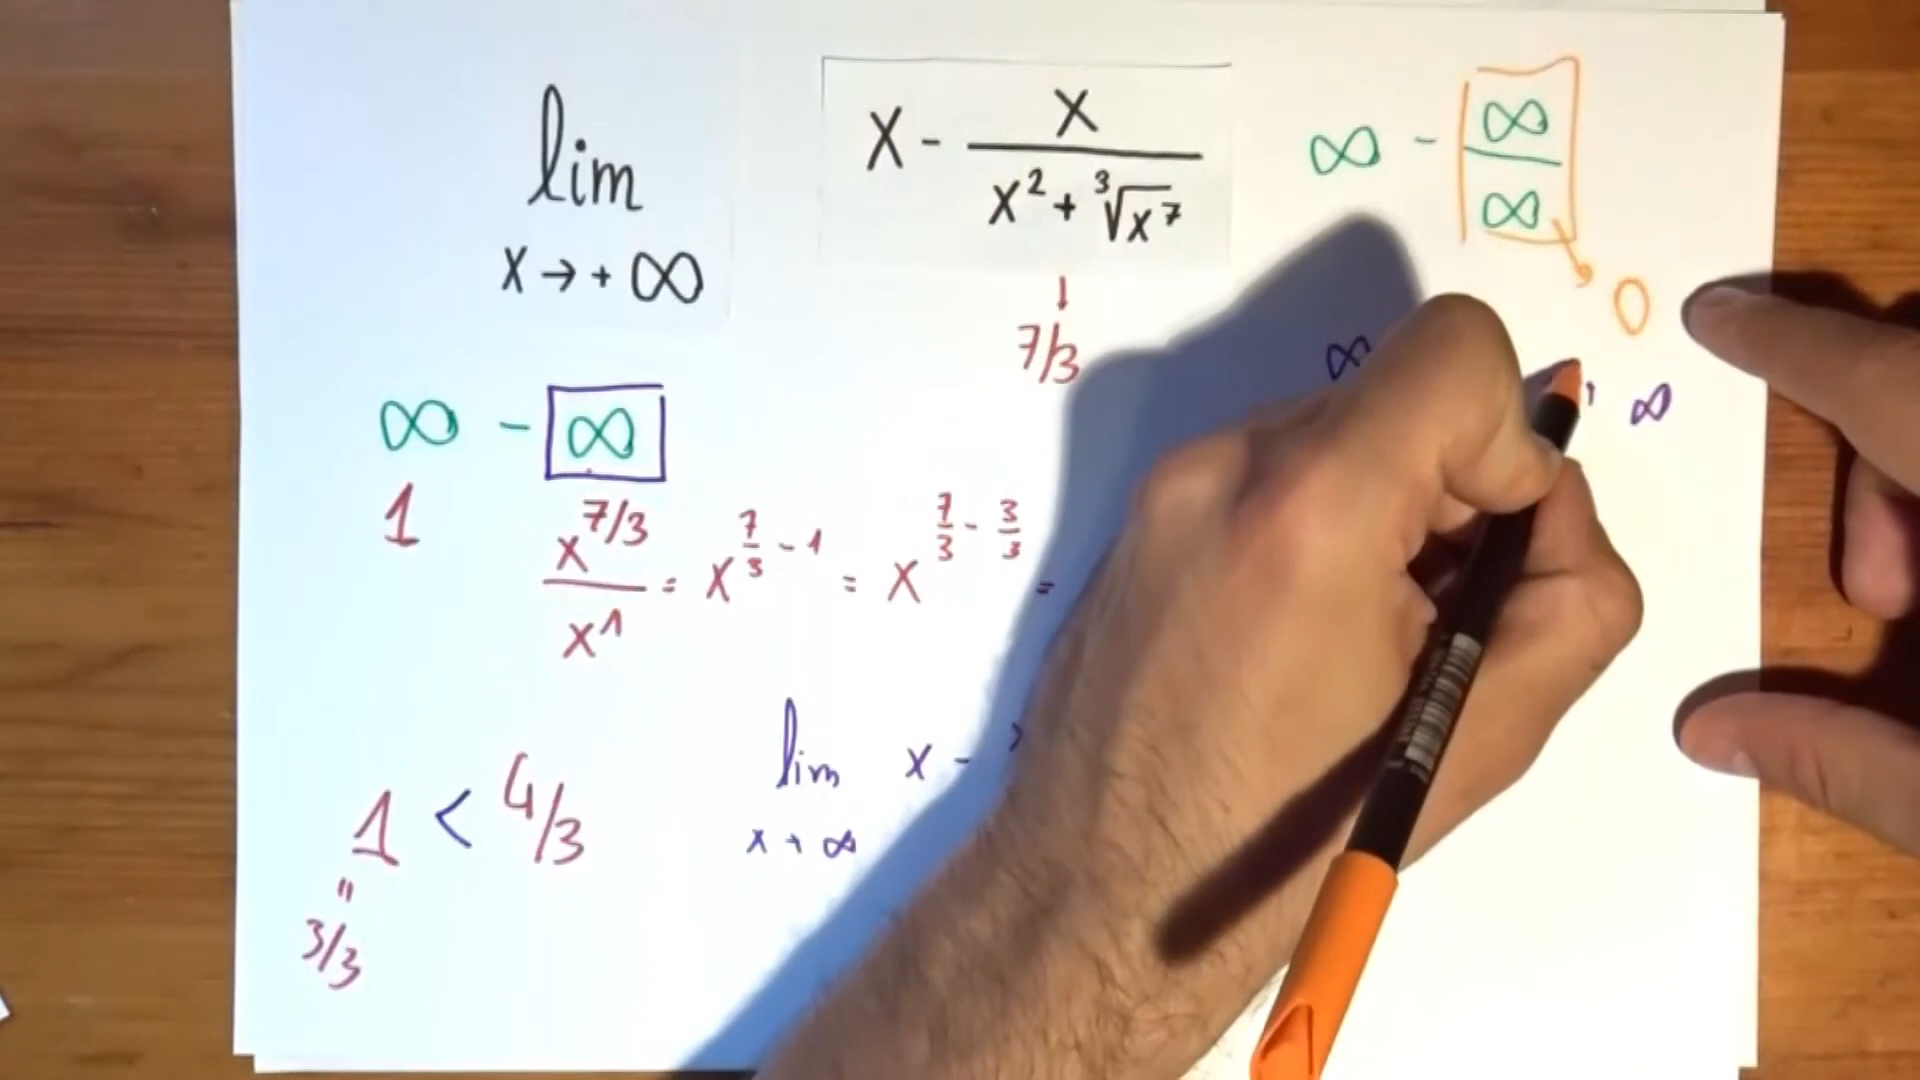 lim x → + ∞
x - x / (x² + ∛x⁷)
∞ - ∞/∞
0
7/3
∞
∞
∞ - ∞
1
x^7/3 / x^1 = x^(7/3 - 1) = x^(7/3 - 3/3) =
lim x → ∞ x -
1 < 4/3
=
3/3